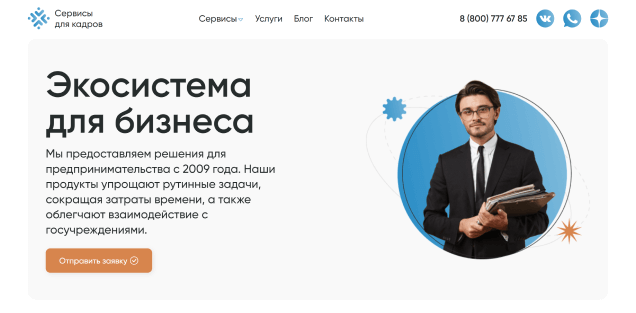 Сервисы
для кадров
Сервисы
Услуги
Блог
Контакты
8 (800) 777 67 85
Экосистема
для бизнеса
Мы предоставляем решения для
предпринимательства с 2009 года. Наши
продукты упрощают рутинные задачи,
сокращая затраты времени, а также
облегчают взаимодействие с
госучреждениями.
Отправить заявку